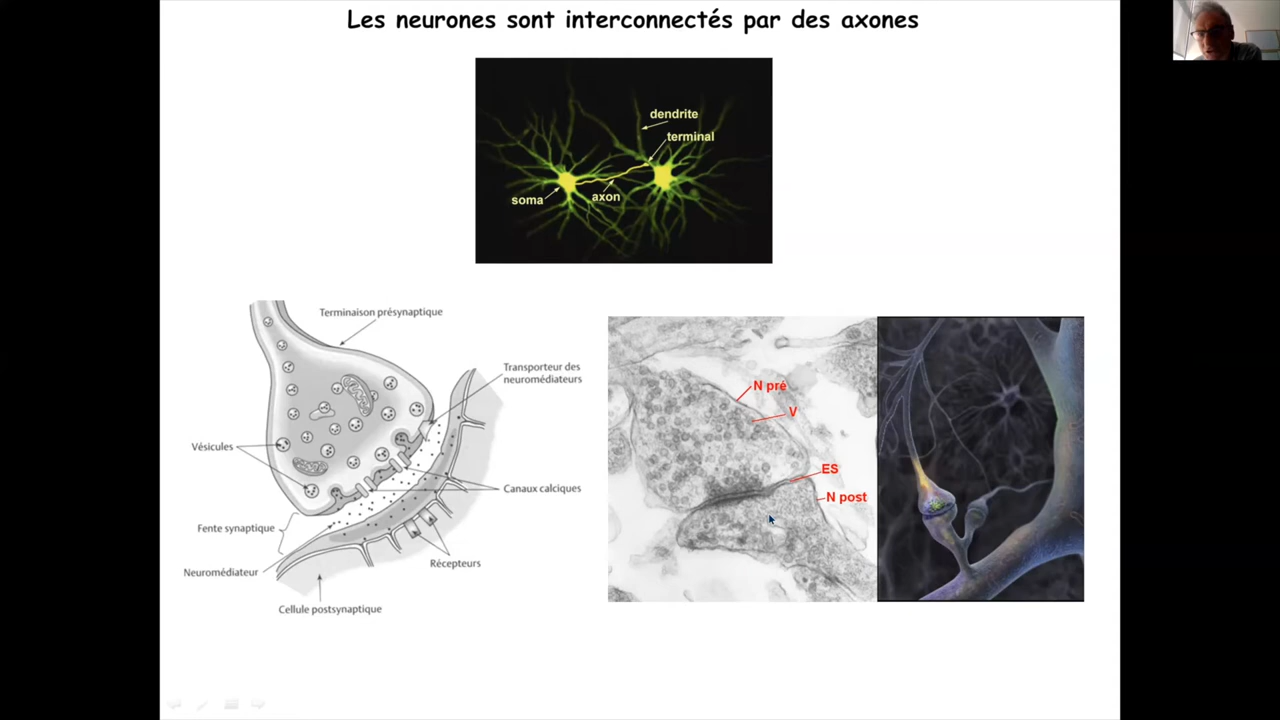 Les neurones sont interconnectés par des axones
dendrite
terminal
soma
axon
Terminaison présynaptique
Transporteur des
neuromédiateurs
Vésicules
Canaux calciques
Fente synaptique
Récepteurs
Neuromédiateur
Cellule postsynaptique
N pré
V
ES
N post